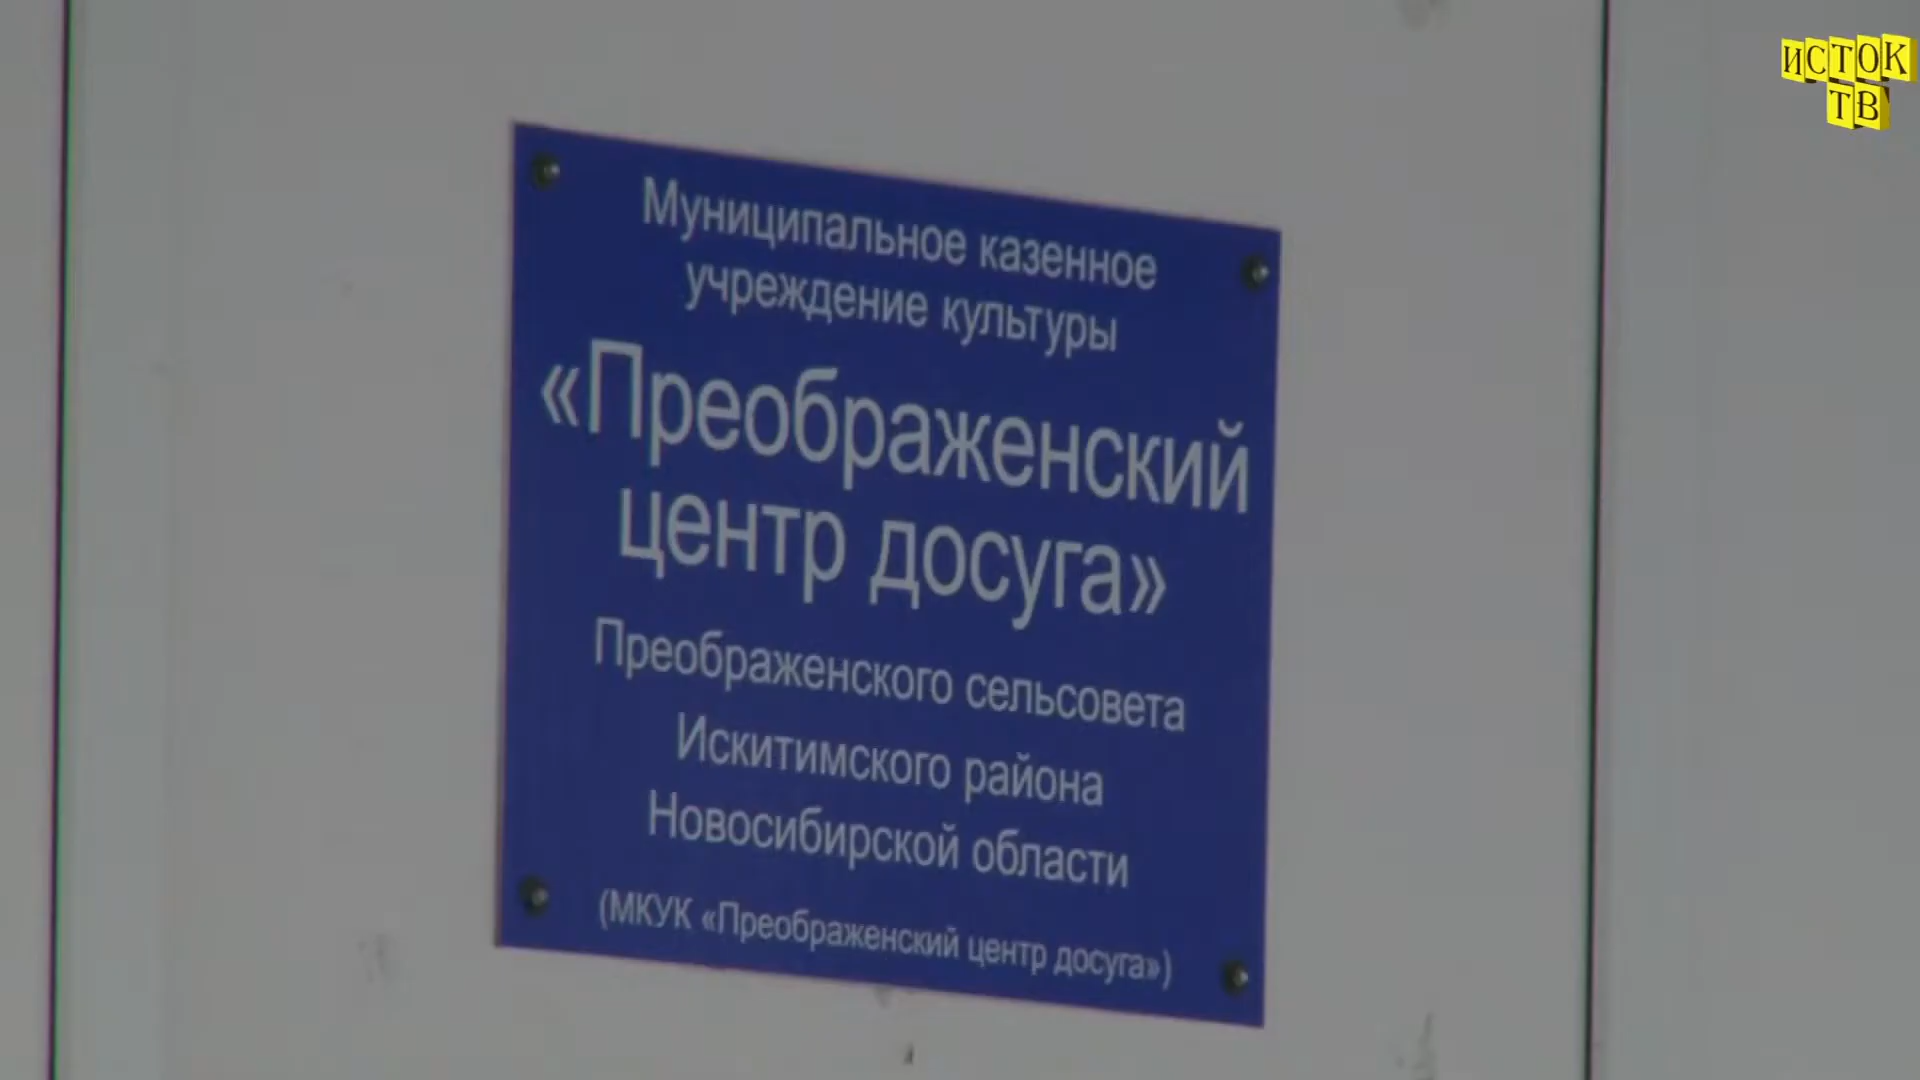 ИСТОК
ТВ
Муниципальное казенное
учреждение культуры
«Преображенский
центр досуга»
Преображенского сельсовета
Искитимского района
Новосибирской области
(МКУК «Преображенский центр досуга»)